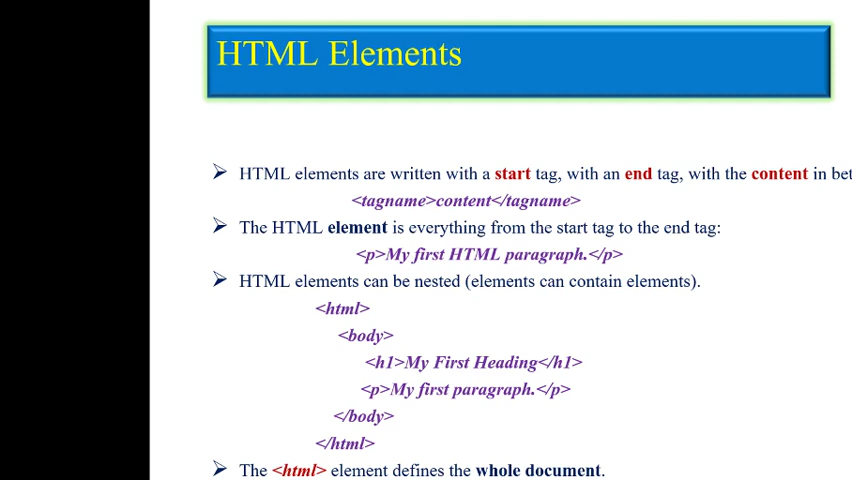 HTML Elements
HTML elements are written with a start tag, with an end tag, with the content in
<tagname>content</tagname>
The HTML element is everything from the start tag to the end tag:
<p>My first HTML paragraph.</p>
HTML elements can be nested (elements can contain elements).
<html>
<body>
<h1>My First Heading</h1>
<p>My first paragraph.</p>
</body>
</html>
The <html> element defines the whole document.